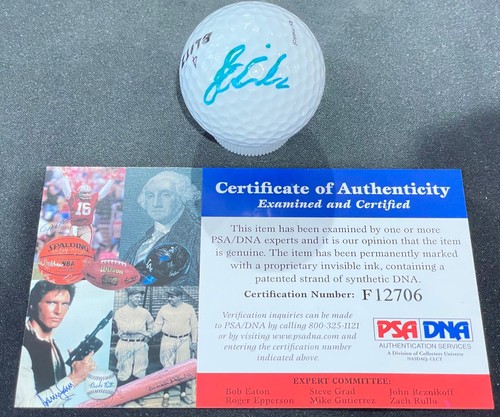 Certificate of Authenticity
Examined and Certified
This item has been examined by one or more
PSA/DNA experts and it is our opinion that the item
is genuine. The item has been permanently marked
with a proprietary invisible ink, containing a
patented strand of synthetic DNA.
Certification Number: F12706
Verification inquiries can be made
to PSA/DNA by calling 800-325-1121
or by visiting www.psadna.com and
entering the certification number
indicated above.
PSA DNA
AUTHENTICATION SERVICES
A Division of Collectors Universe
NASDAQ: CLCT
EXPERT COMMITTEE:
Bob Eaton Steve Grad John Reznikoff
Roger Epperson Mike Gutierrez Zach Rullo
16
SPALDING
Wilson